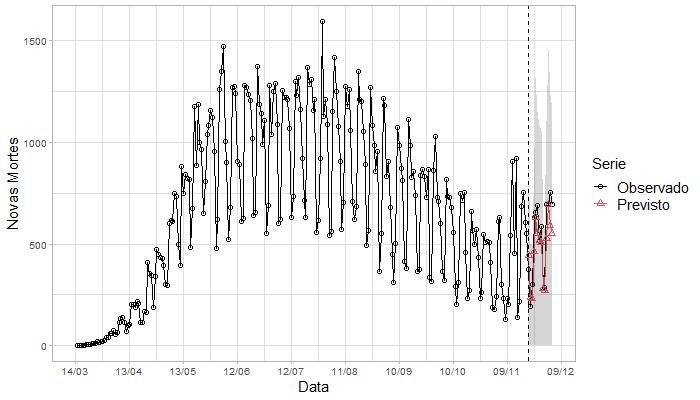 1500
1000
500
0
Novas Mortes
14/03 13/04 13/05 12/06 12/07 11/08 10/09 10/10 09/11 09/12
Data
Serie
Observado
Previsto